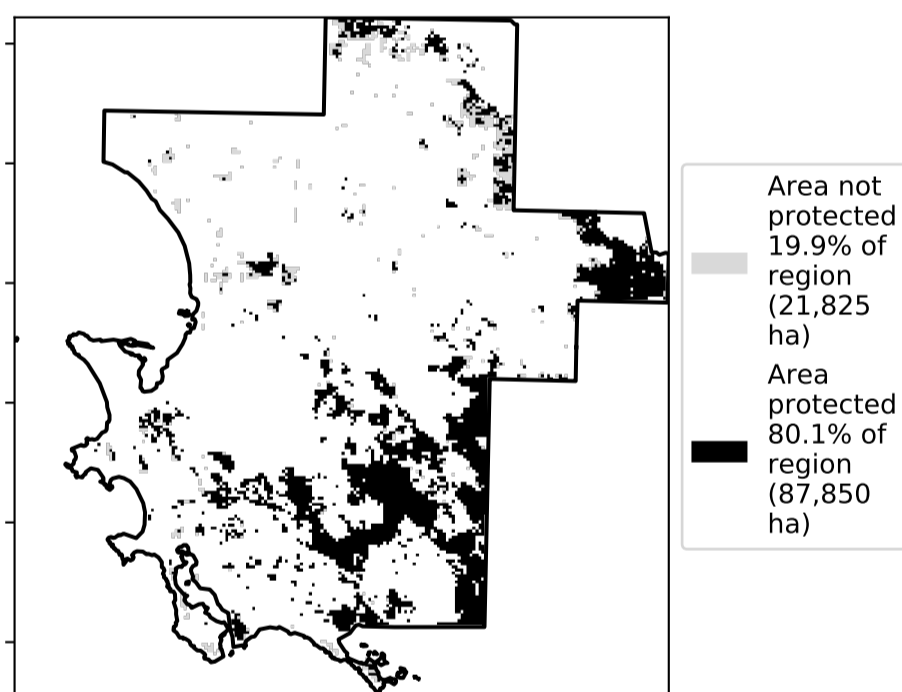 Area not
protected
19.9% of
region
(21,825
ha)
Area
protected
80.1% of
region
(87,850
ha)